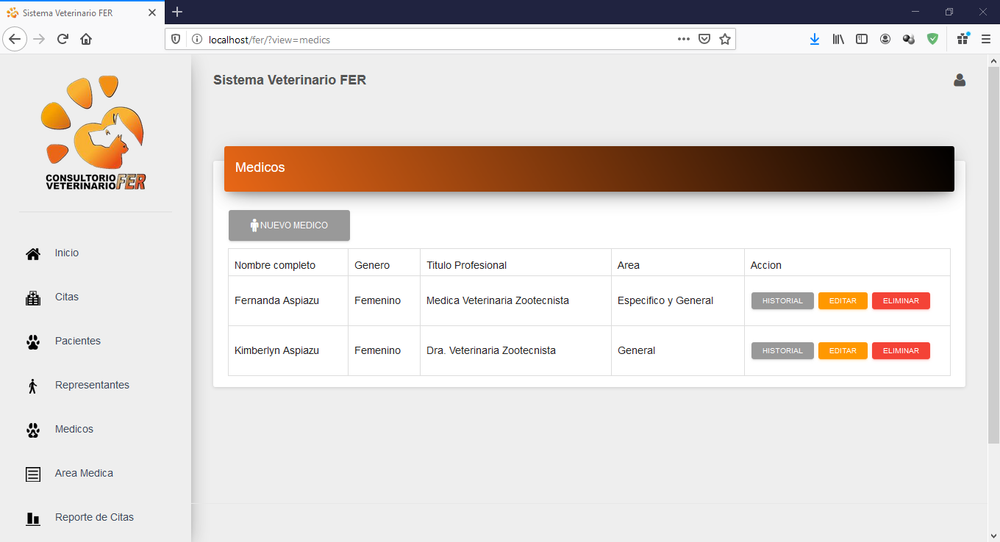 Sistema Veterinario FER
localhost/fer/?view=medics
CONSULTORIO
VETERINARIO FER
Inicio
Citas
Pacientes
Representantes
Medicos
Area Medica
Reporte de Citas
Sistema Veterinario FER
Medicos
NUEVO MEDICO
Nombre completo Genero Titulo Profesional Area Accion
Fernanda Aspiazu Femenino Medica Veterinaria Zootecnista Especifico y General HISTORIAL EDITAR ELIMINAR
Kimberlyn Aspiazu Femenino Dra. Veterinaria Zootecnista General HISTORIAL EDITAR ELIMINAR